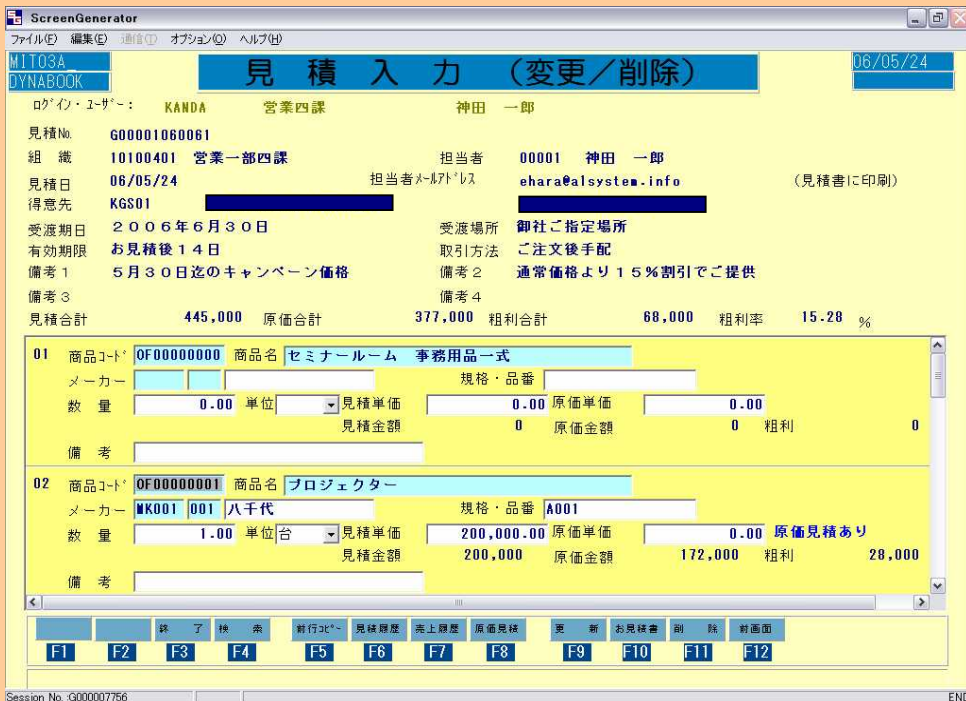 ScreenGenerator
ファイル(F) 編集(E) 通信(T) オプション(O) ヘルプ(H)
MIT03A_ 見 積 入 力 （変更／削除） 06/05/24
DYNABOOK
ログイン・ユーザー： KANDA 営業四課 神田 一郎
見積No. G00001060061
組 織 10100401 営業一部四課 担当者 00001 神田 一郎
見積日 06/05/24 担当者メールアドレス ehara@alsystem.info (見積書に印刷)
得意先 KGS01
受渡期日 ２００６年６月３０日 受渡場所 御社ご指定場所
有効期限 お見積後１４日 取引方法 ご注文後手配
備考１ ５月３０日迄のキャンペーン価格 備考２ 通常価格より１５％割引でご提供
備考３ 備考４
見積合計 445,000 原価合計 377,000 粗利合計 68,000 粗利率 15.28 %
01 商品コード 0F00000000 商品名 セミナールーム 事務用品一式
メーカー 規格・品番
数 量 0.00 単位 見積単価 0.00 原価単価 0.00
見積金額 0 原価金額 0 粗利 0
備 考
02 商品コード 0F00000001 商品名 プロジェクター
メーカー MK001 001 八千代 規格・品番 A001
数 量 1.00 単位 台 見積単価 200,000.00 原価単価 0.00 原価見積あり
見積金額 200,000 原価金額 172,000 粗利 28,000
備 考
終 了 検 索 前行コピー 見積履歴 売上履歴 原価見積 更 新 お見積書 削 除 前画面
F1 F2 F3 F4 F5 F6 F7 F8 F9 F10 F11 F12
Session No. :G000007756 END